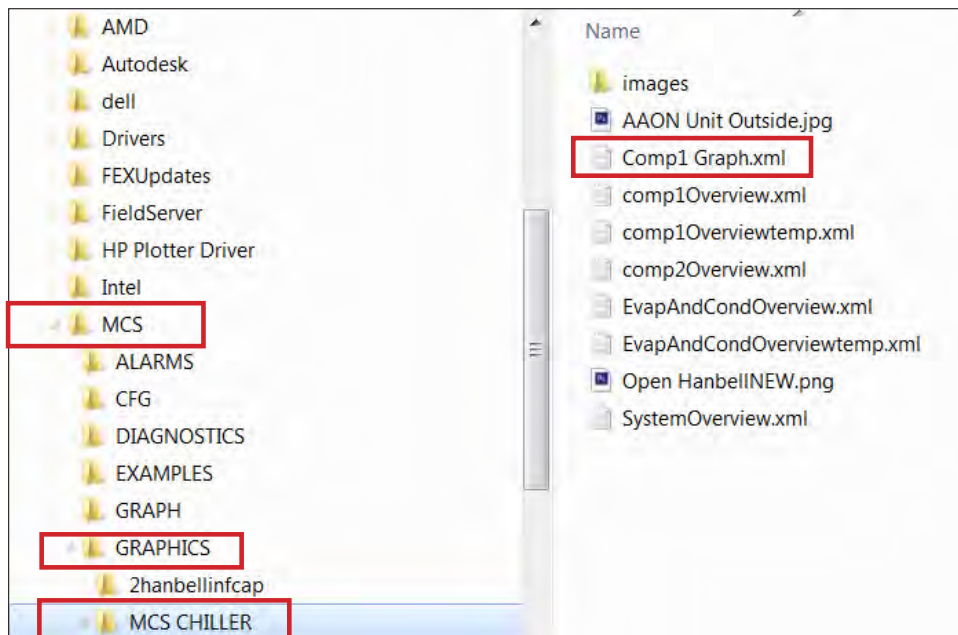 AMD
Autodesk
dell
Drivers
FEXUpdates
FieldServer
HP Plotter Driver
Intel
MCS
ALARMS
CFG
DIAGNOSTICS
EXAMPLES
GRAPH
GRAPHICS
2hanbellinfcap
MCS CHILLER
Name
images
AAON Unit Outside.jpg
Comp1 Graph.xml
comp1Overview.xml
comp1Overviewtemp.xml
comp2Overview.xml
EvapAndCondOverview.xml
EvapAndCondOverviewtemp.xml
Open HanbellNEW.png
SystemOverview.xml